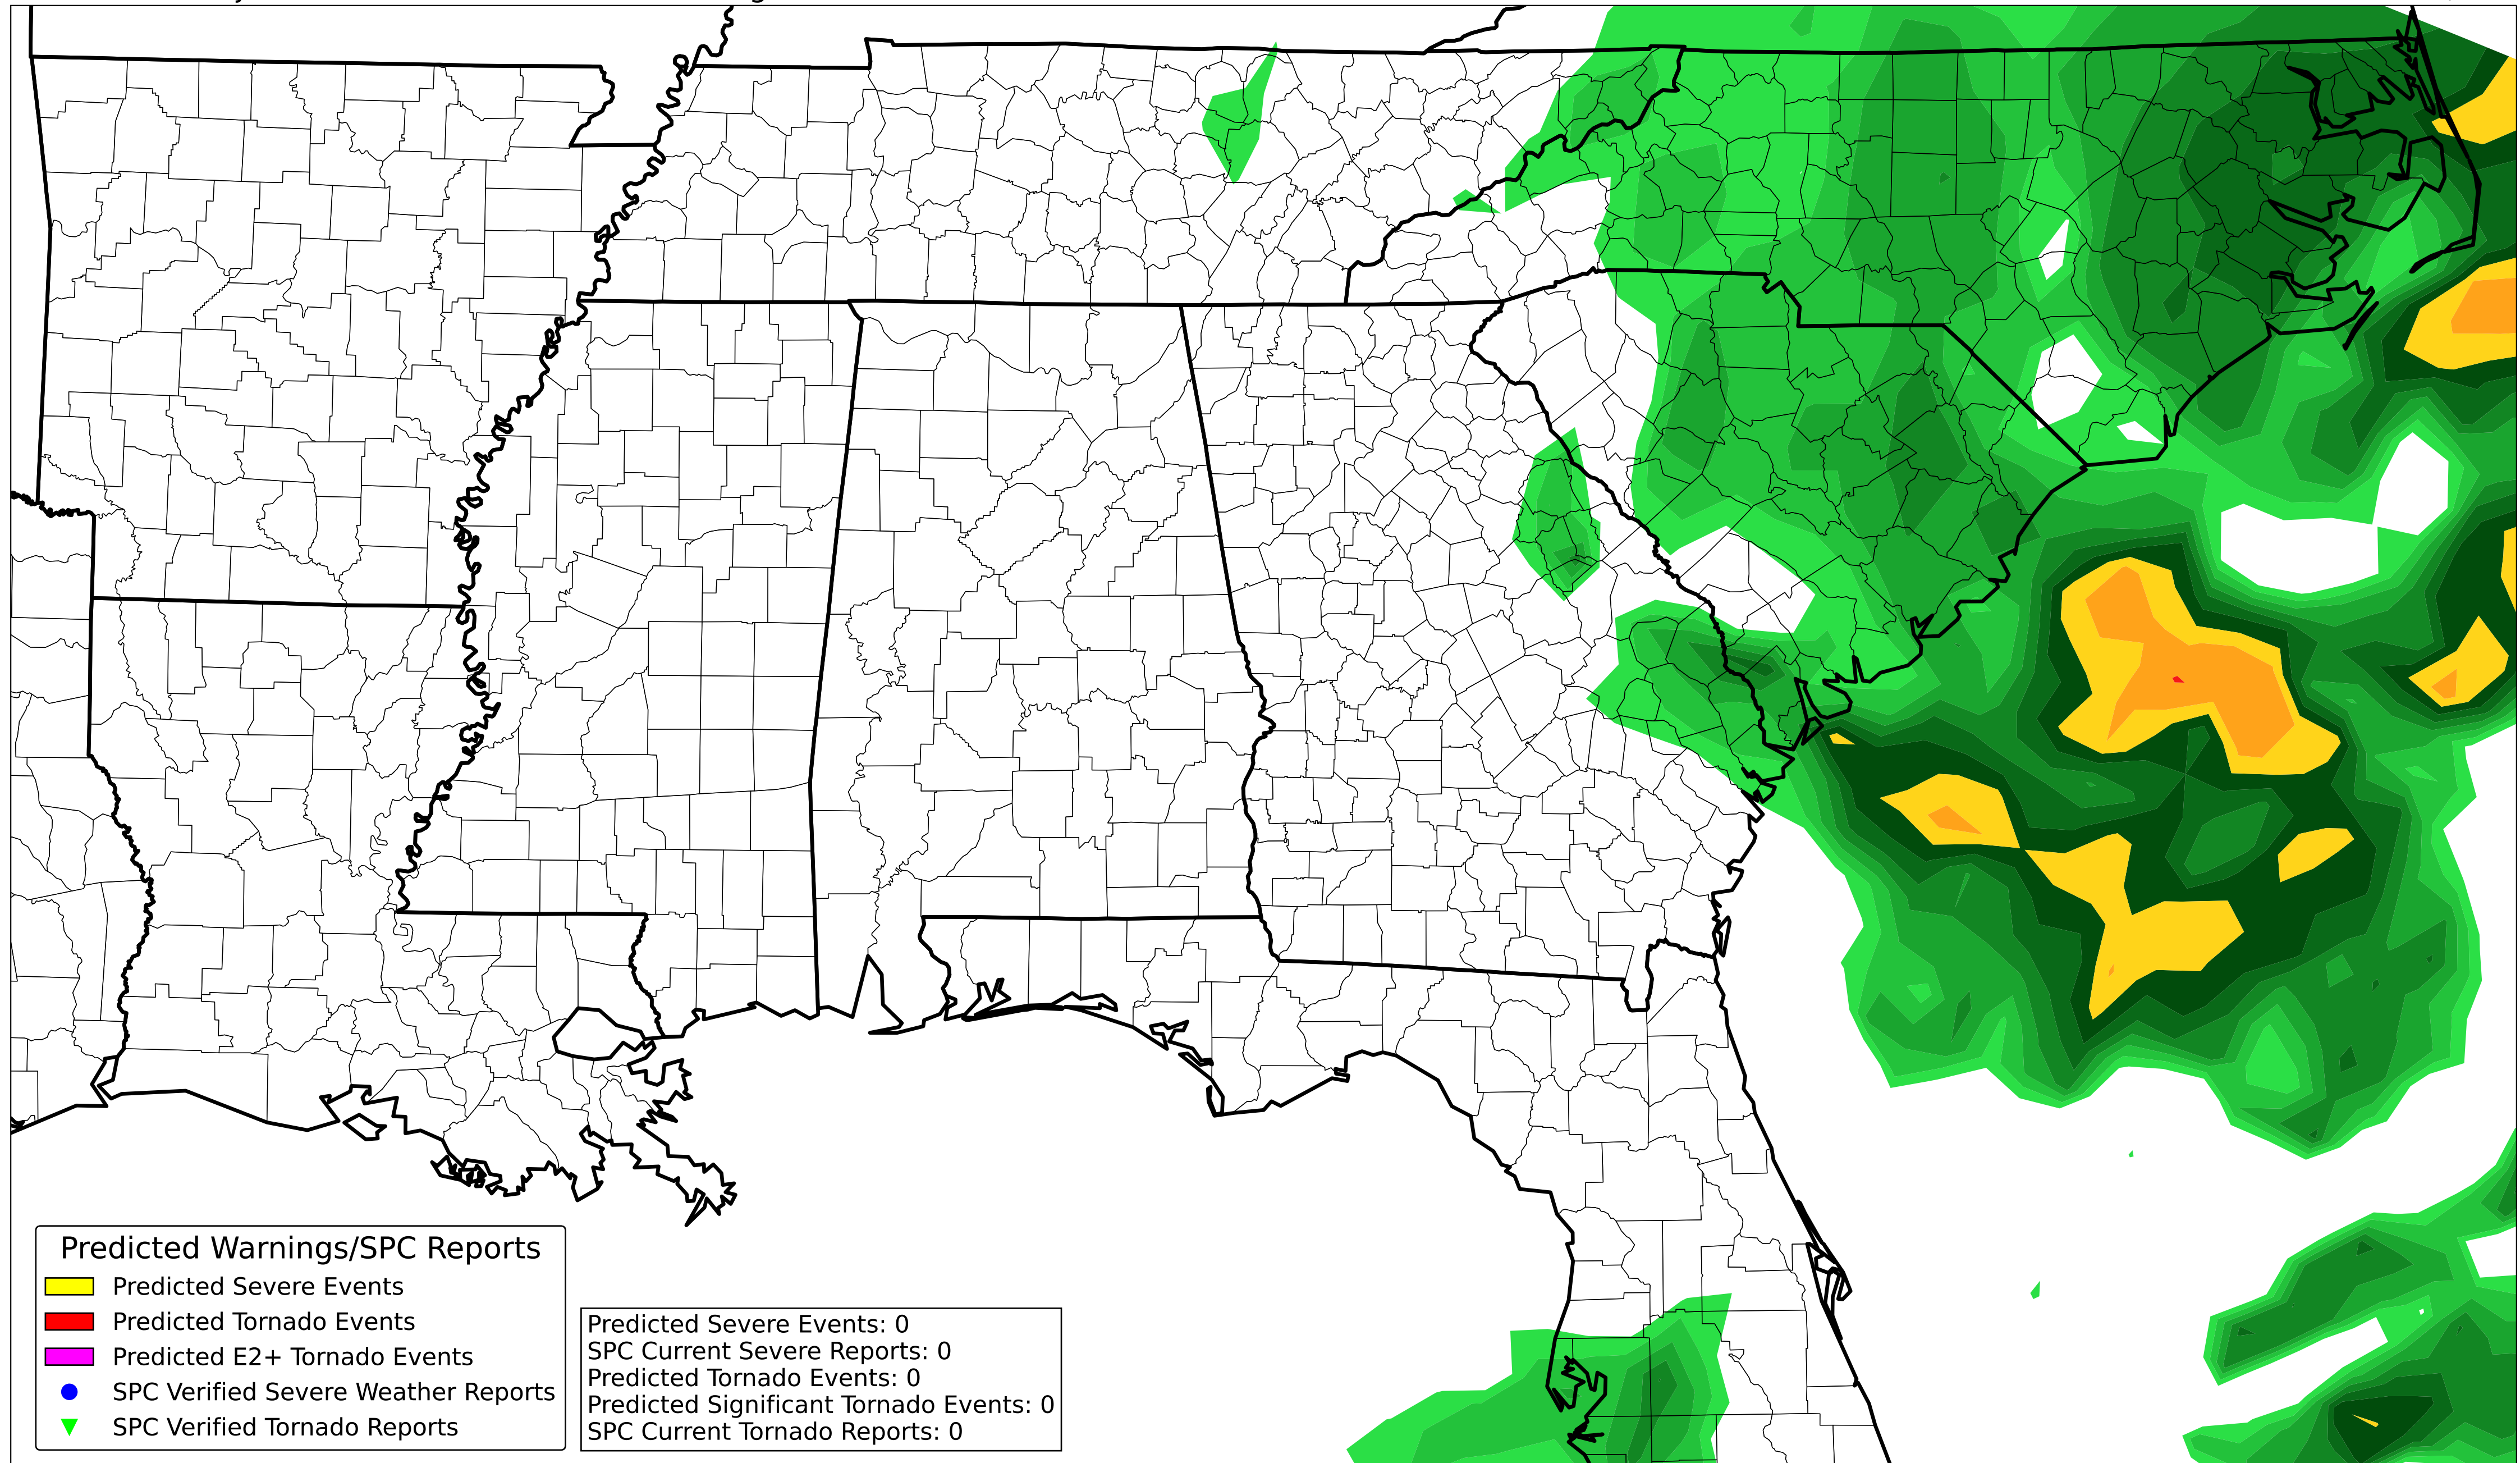 Predicted Warnings/SPC Reports
Predicted Severe Events
Predicted Tornado Events
Predicted E2+ Tornado Events
SPC Verified Severe Weather Reports
SPC Verified Tornado Reports
Predicted Severe Events: 0
SPC Current Severe Reports: 0
Predicted Tornado Events: 0
Predicted Significant Tornado Events: 0
SPC Current Tornado Reports: 0